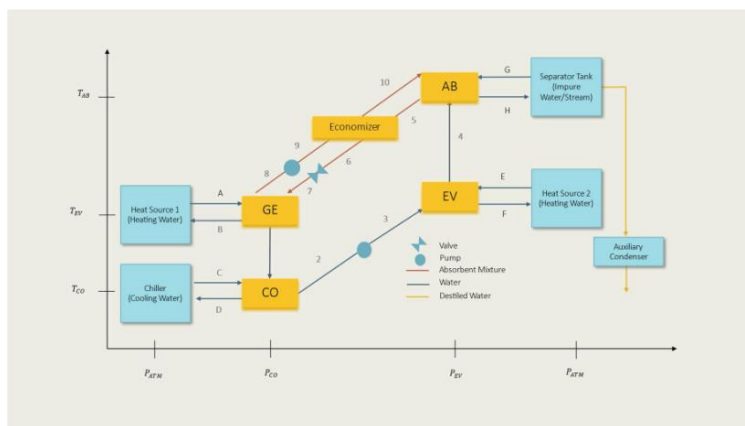 T_AB
T_EV
T_CO
P_ATM
P_CO
P_EV
P_ATM
10
G
AB
Separator Tank
(Impure
Water/Stream)
H
5
Economizer
9
6
4
8
7
A
E
Heat Source 1
(Heating Water)
GE
EV
Heat Source 2
(Heating Water)
B
F
3
2
Valve
Pump
Absorbent Mixture
Water
Destiled Water
Auxiliary
Condenser
C
Chiller
(Cooling Water)
CO
D